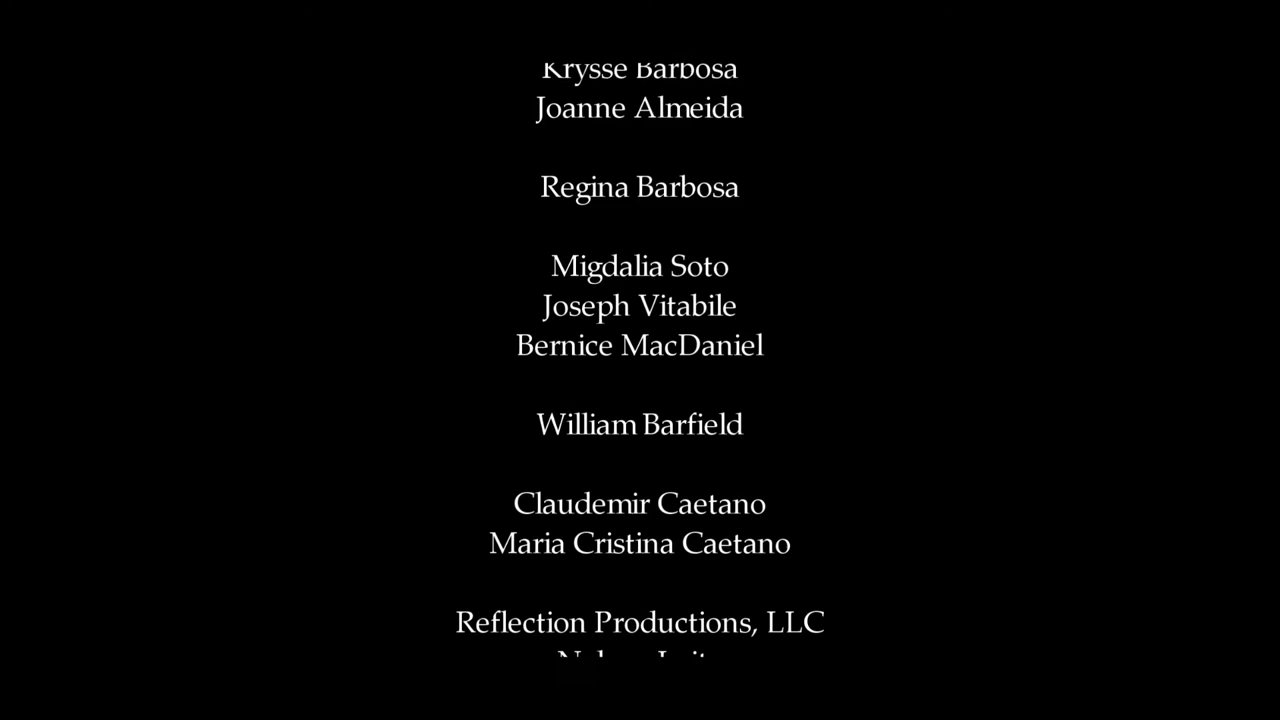 Krysse Barbosa
Joanne Almeida
Regina Barbosa
Migdalia Soto
Joseph Vitabile
Bernice MacDaniel
William Barfield
Claudemir Caetano
Maria Cristina Caetano
Reflection Productions, LLC